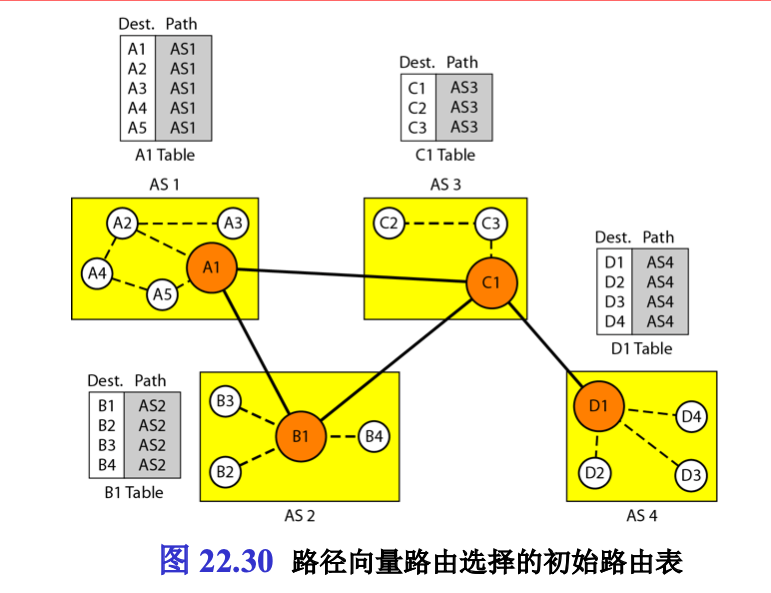 Dest. Path
A1 AS1
A2 AS1
A3 AS1
A4 AS1
A5 AS1
A1 Table
Dest. Path
C1 AS3
C2 AS3
C3 AS3
C1 Table
AS 1
A2
A3
A4
A1
A5
AS 3
C2
C3
C1
Dest. Path
D1 AS4
D2 AS4
D3 AS4
D4 AS4
D1 Table
Dest. Path
B1 AS2
B2 AS2
B3 AS2
B4 AS2
B1 Table
B3
B1
B4
B2
AS 2
D1
D4
D2
D3
AS 4
图 22.30 路径向量路由选择的初始路由表